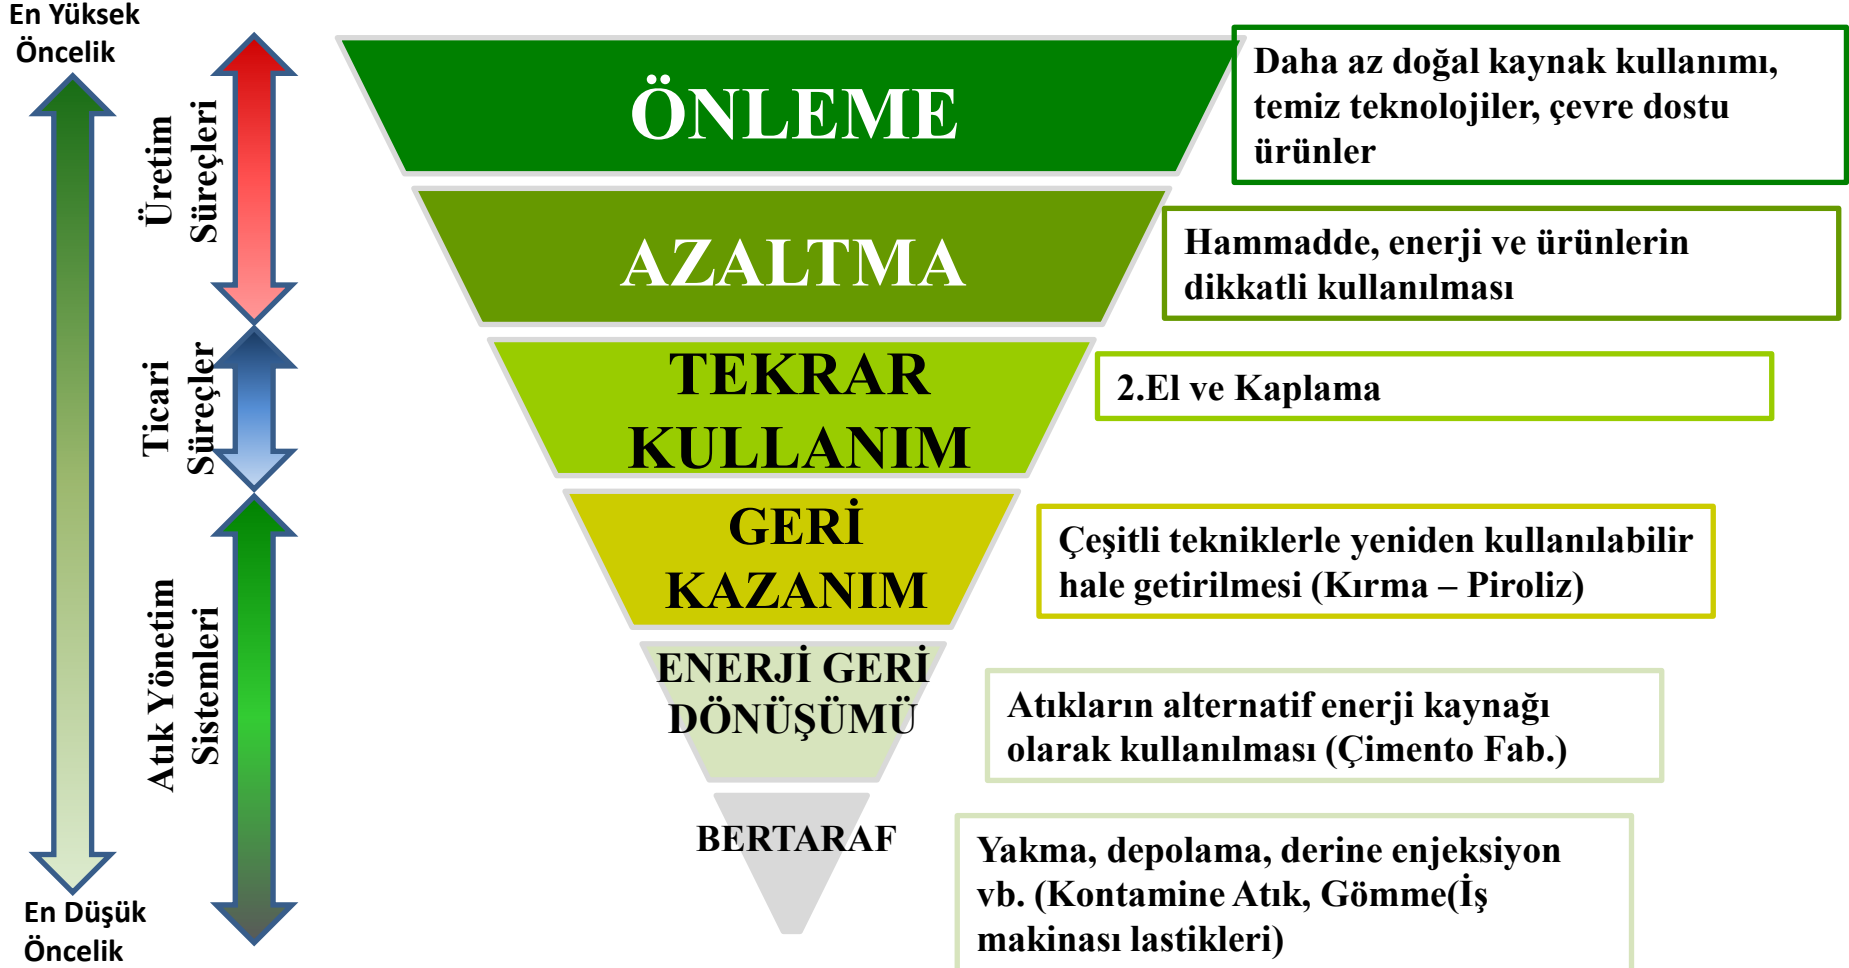 En Yüksek
Öncelik
Üretim
Süreçleri
Ticari
Süreçler
Atık Yönetim
Sistemleri
En Düşük
Öncelik
ÖNLEME
Daha az doğal kaynak kullanımı,
temiz teknolojiler, çevre dostu
ürünler
AZALTMA
Hammadde, enerji ve ürünlerin
dikkatli kullanılması
TEKRAR
KULLANIM
2.El ve Kaplama
GERİ
KAZANIM
Çeşitli tekniklerle yeniden kullanılabilir
hale getirilmesi (Kırma – Piroliz)
ENERJİ GERİ
DÖNÜŞÜMÜ
Atıkların alternatif enerji kaynağı
olarak kullanılması (Çimento Fab.)
BERTARAF
Yakma, depolama, derine enjeksiyon
vb. (Kontamine Atık, Gömme(İş
makinası lastikleri)